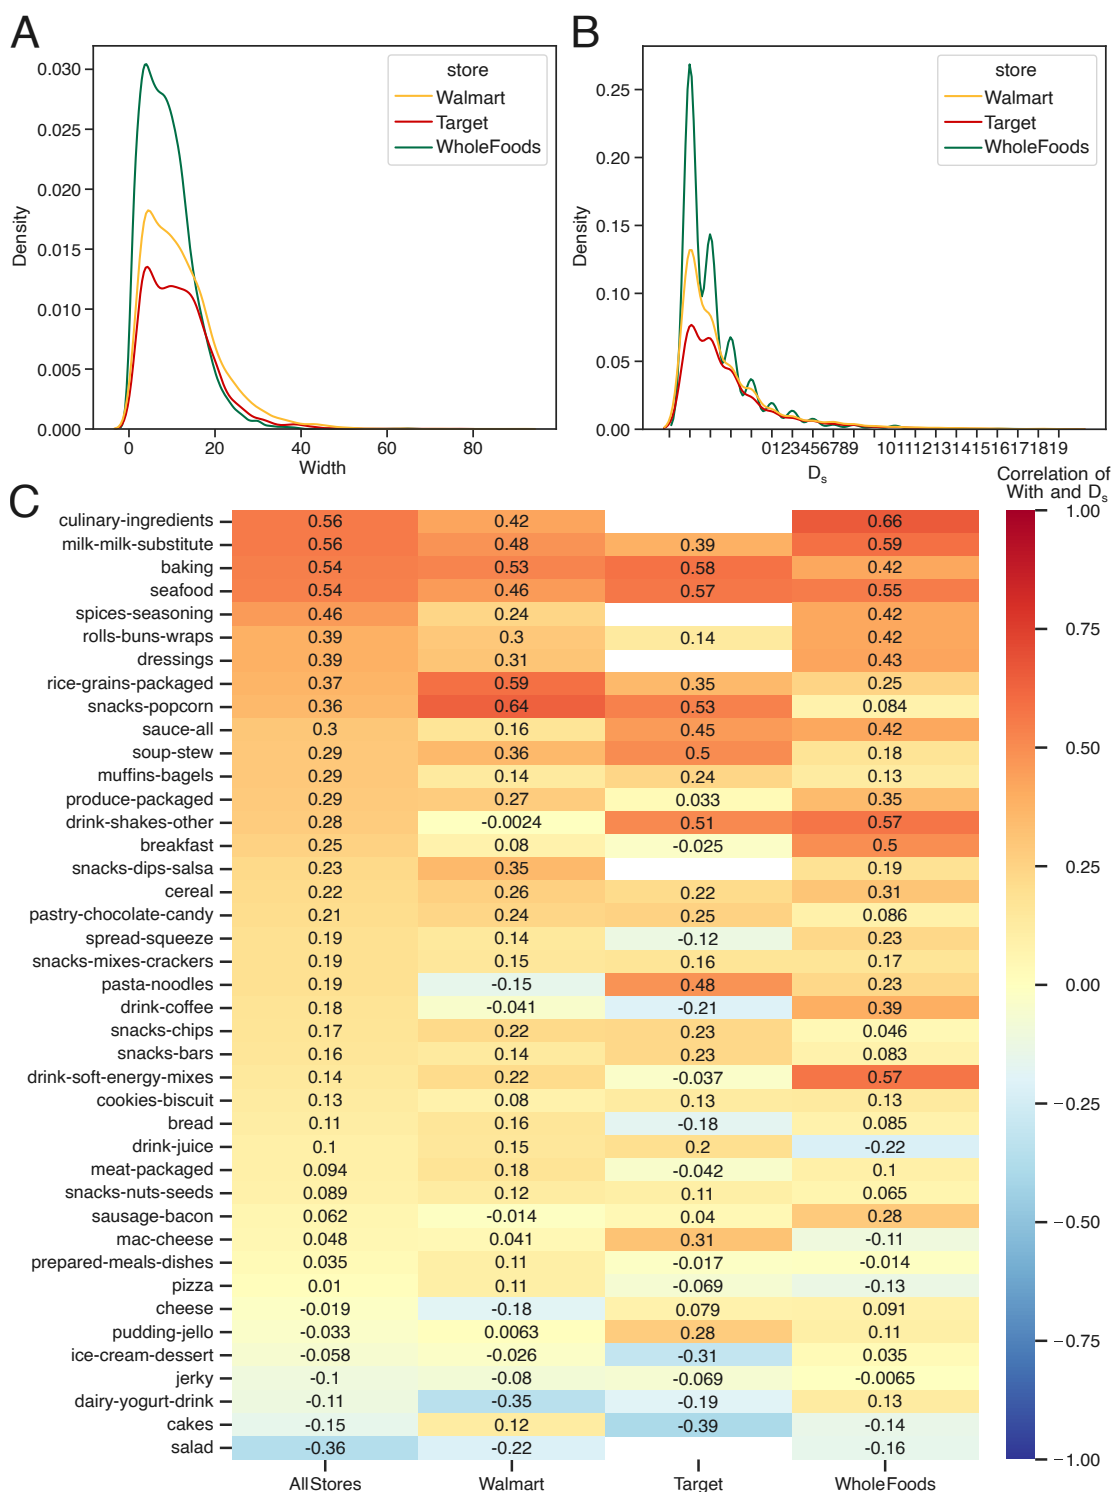 A
B
0.030
0.025
0.020
0.015
0.010
0.005
0.000
Density
0
20
40
60
80
Width
store
Walmart
Target
WholeFoods
0.25
0.20
0.15
0.10
0.05
0.00
Density
0123456789 10111213141516171819
D_s
store
Walmart
Target
WholeFoods
C
Correlation of
With and D_s
culinary-ingredients 0.56 0.42 0.66
milk-milk-substitute 0.56 0.48 0.39 0.59
baking 0.54 0.53 0.58 0.42
seafood 0.54 0.46 0.57 0.55
spices-seasoning 0.46 0.24 0.42
rolls-buns-wraps 0.39 0.3 0.14 0.42
dressings 0.39 0.31 0.43
rice-grains-packaged 0.37 0.59 0.35 0.25
snacks-popcorn 0.36 0.64 0.53 0.084
sauce-all 0.3 0.16 0.45 0.42
soup-stew 0.29 0.36 0.5 0.18
muffins-bagels 0.29 0.14 0.24 0.13
produce-packaged 0.29 0.27 0.033 0.35
drink-shakes-other 0.28 -0.0024 0.51 0.57
breakfast 0.25 0.08 -0.025 0.5
snacks-dips-salsa 0.23 0.35 0.19
cereal 0.22 0.26 0.22 0.31
pastry-chocolate-candy 0.21 0.24 0.25 0.086
spread-squeeze 0.19 0.14 -0.12 0.23
snacks-mixes-crackers 0.19 0.15 0.16 0.17
pasta-noodles 0.19 -0.15 0.48 0.23
drink-coffee 0.18 -0.041 -0.21 0.39
snacks-chips 0.17 0.22 0.23 0.046
snacks-bars 0.16 0.14 0.23 0.083
drink-soft-energy-mixes 0.14 0.22 -0.037 0.57
cookies-biscuit 0.13 0.08 0.13 0.13
bread 0.11 0.16 -0.18 0.085
drink-juice 0.1 0.15 0.2 -0.22
meat-packaged 0.094 0.18 -0.042 0.1
snacks-nuts-seeds 0.089 0.12 0.11 0.065
sausage-bacon 0.062 -0.014 0.04 0.28
mac-cheese 0.048 0.041 0.31 -0.11
prepared-meals-dishes 0.035 0.11 -0.017 -0.014
pizza 0.01 0.11 -0.069 -0.13
cheese -0.019 -0.18 0.079 0.091
pudding-jello -0.033 0.0063 0.28 0.11
ice-cream-dessert -0.058 -0.026 -0.31 0.035
jerky -0.1 -0.08 -0.069 -0.0065
dairy-yogurt-drink -0.11 -0.35 -0.19 0.13
cakes -0.15 0.12 -0.39 -0.14
salad -0.36 -0.22 -0.16
AllStores Walmart Target WholeFoods
1.00
0.75
0.50
0.25
0.00
−0.25
−0.50
−0.75
−1.00